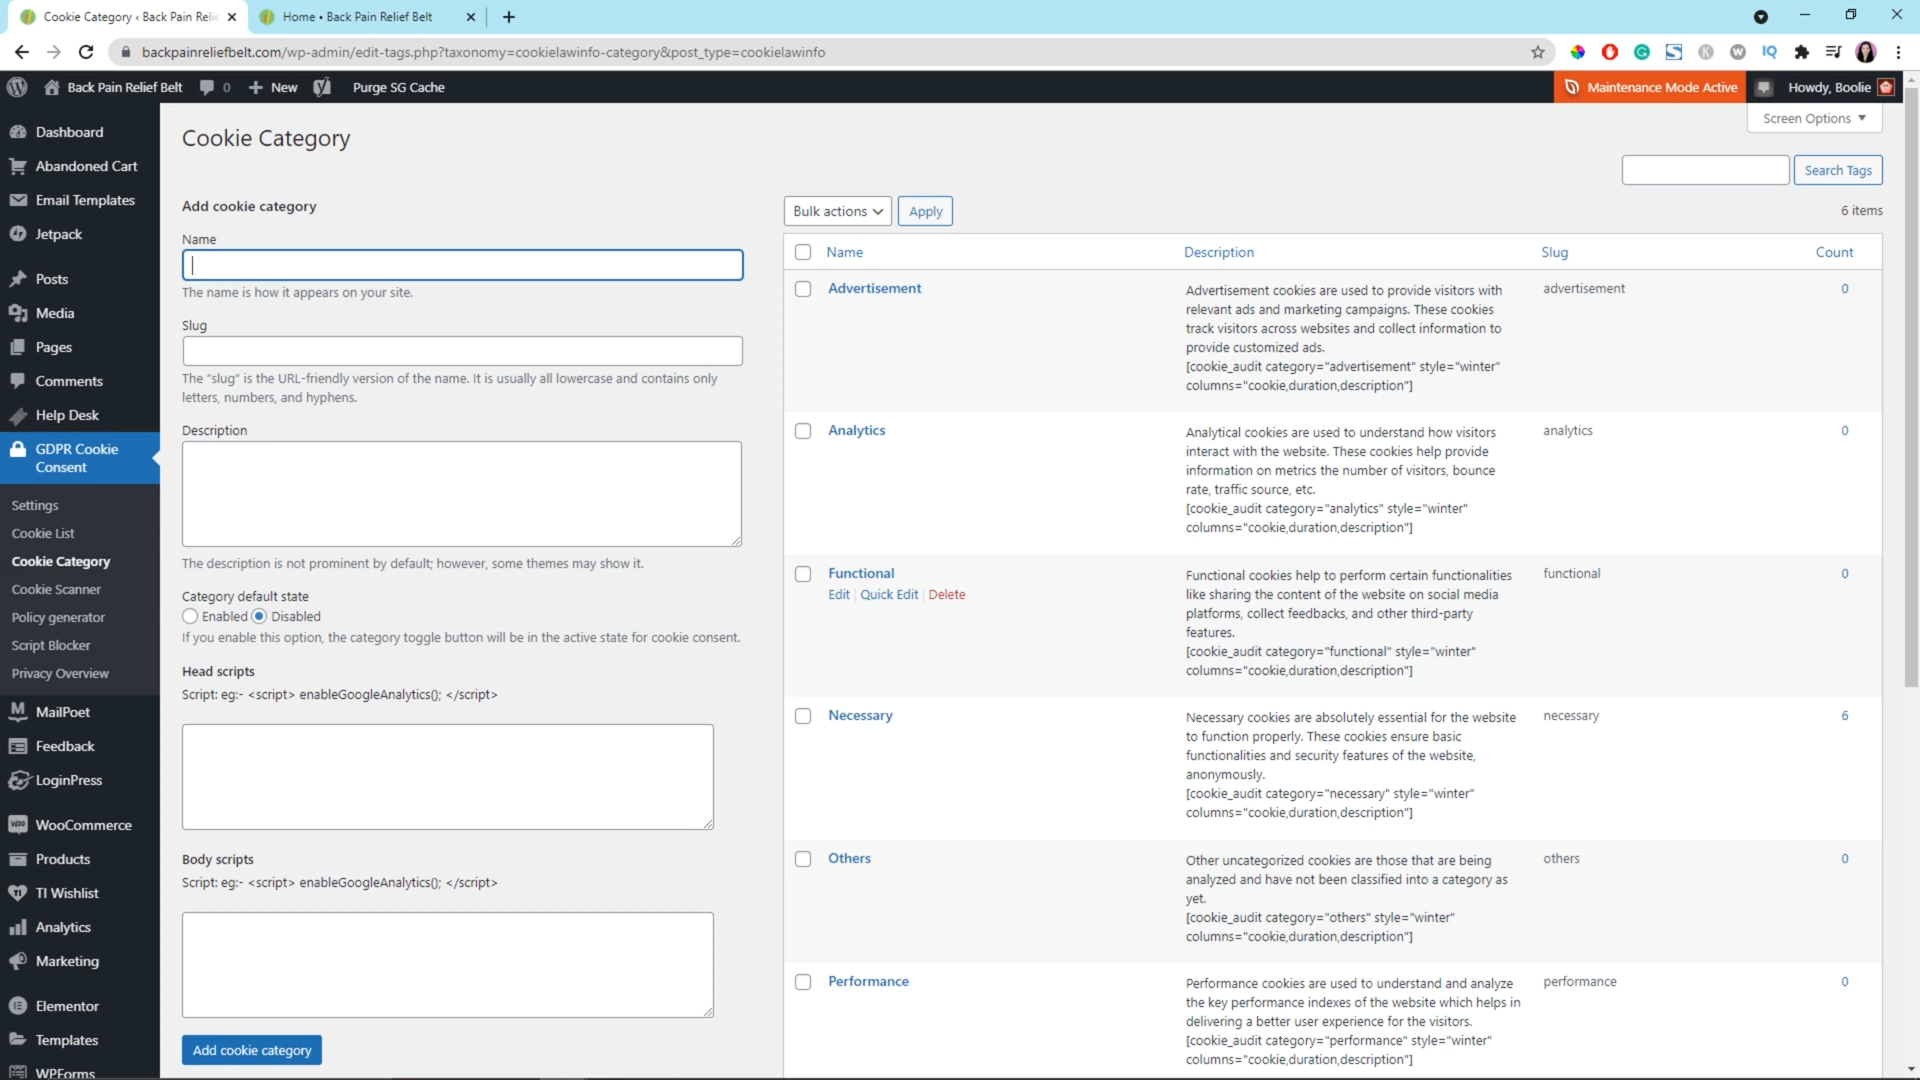 Cookie Category ‹ Back Pain Relie
Home • Back Pain Relief Belt
backpainreliefbelt.com/wp-admin/edit-tags.php?taxonomy=cookielawinfo-category&post_type=cookielawinfo
Back Pain Relief Belt
0
New
Purge SG Cache
Maintenance Mode Active
Howdy, Boolie
Dashboard
Abandoned Cart
Email Templates
Jetpack
Posts
Media
Pages
Comments
Help Desk
GDPR Cookie
Consent
Settings
Cookie List
Cookie Category
Cookie Scanner
Policy generator
Script Blocker
Privacy Overview
MailPoet
Feedback
LoginPress
WooCommerce
Products
TI Wishlist
Analytics
Marketing
Elementor
Templates
WPForms
Screen Options
Cookie Category
Search Tags
Add cookie category
Name
The name is how it appears on your site.
Slug
The “slug” is the URL-friendly version of the name. It is usually all lowercase and contains only
letters, numbers, and hyphens.
Description
The description is not prominent by default; however, some themes may show it.
Category default state
Enabled Disabled
If you enable this option, the category toggle button will be in the active state for cookie consent.
Head scripts
Script: eg:- <script> enableGoogleAnalytics(); </script>
Body scripts
Script: eg:- <script> enableGoogleAnalytics(); </script>
Add cookie category
Bulk actions
Apply
6 items
Name Description Slug Count
Advertisement
Advertisement cookies are used to provide visitors with
relevant ads and marketing campaigns. These cookies
track visitors across websites and collect information to
provide customized ads.
[cookie_audit category="advertisement" style="winter"
columns="cookie,duration,description"]
advertisement
0
Analytics
Analytical cookies are used to understand how visitors
interact with the website. These cookies help provide
information on metrics the number of visitors, bounce
rate, traffic source, etc.
[cookie_audit category="analytics" style="winter"
columns="cookie,duration,description"]
analytics
0
Functional
Edit | Quick Edit | Delete
Functional cookies help to perform certain functionalities
like sharing the content of the website on social media
platforms, collect feedbacks, and other third-party
features.
[cookie_audit category="functional" style="winter"
columns="cookie,duration,description"]
functional
0
Necessary
Necessary cookies are absolutely essential for the website
to function properly. These cookies ensure basic
functionalities and security features of the website,
anonymously.
[cookie_audit category="necessary" style="winter"
columns="cookie,duration,description"]
necessary
6
Others
Other uncategorized cookies are those that are being
analyzed and have not been classified into a category as
yet.
[cookie_audit category="others" style="winter"
columns="cookie,duration,description"]
others
0
Performance
Performance cookies are used to understand and analyze
the key performance indexes of the website which helps in
delivering a better user experience for the visitors.
[cookie_audit category="performance" style="winter"
columns="cookie,duration,description"]
performance
0